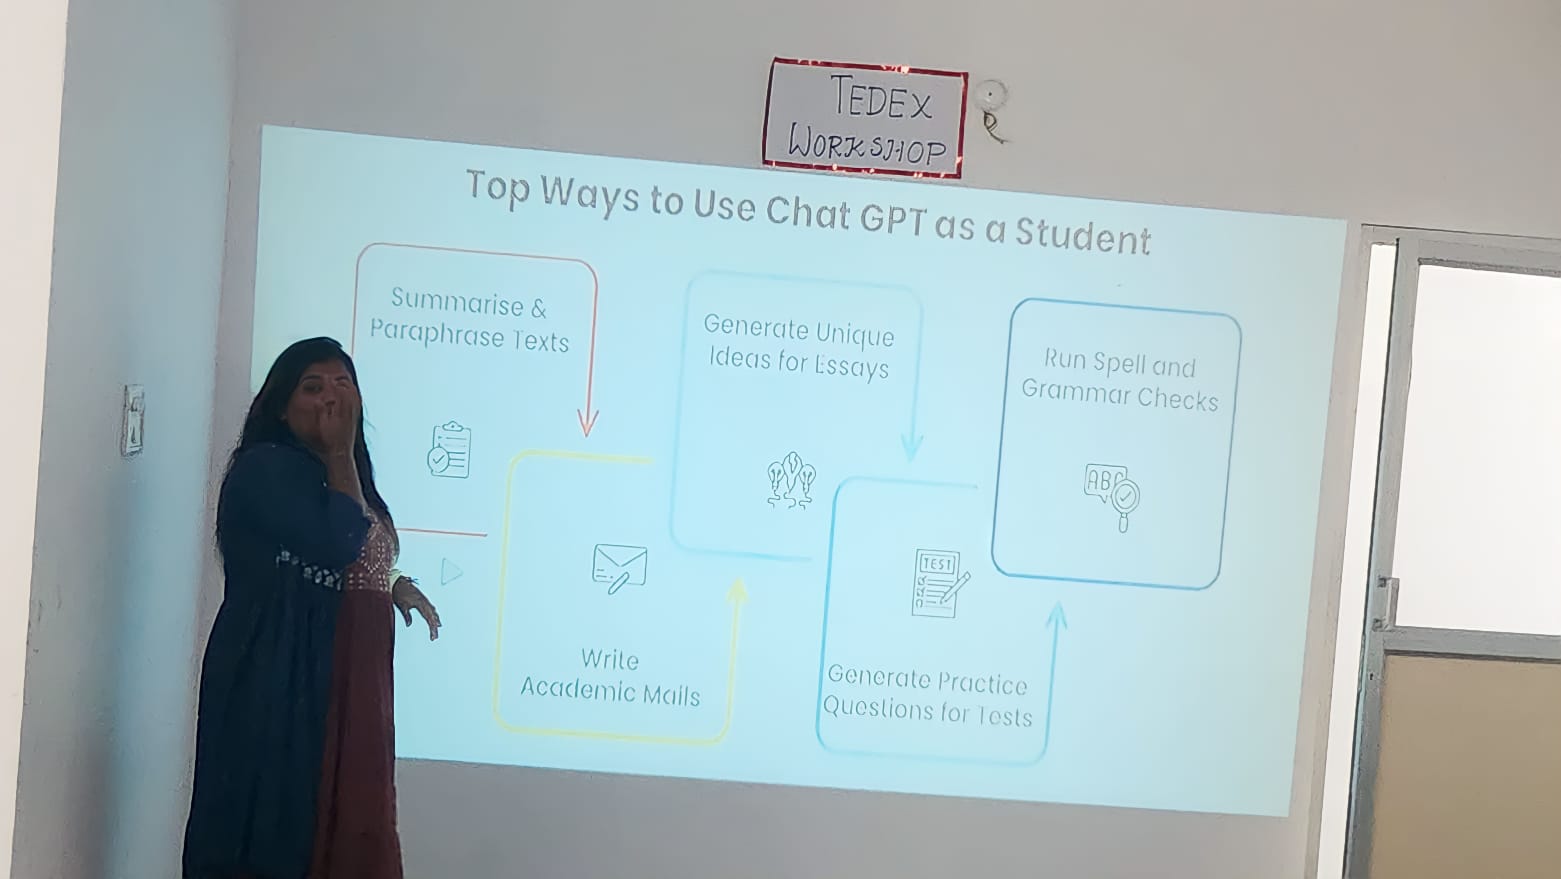 TEDEX
WORKSHOP
Top Ways to Use Chat GPT as a Student
Summarise &
Paraphrase Texts
Write
Academic Mails
Generate Unique
Ideas for Essays
TEST
Generate Practice
Questions for Tests
Run Spell and
Grammar Checks
ABC